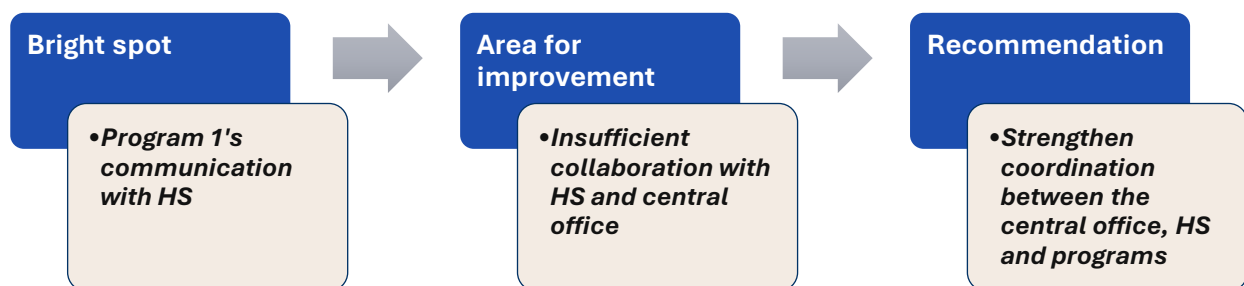 Bright spot
•Program 1's
communication
with HS
Area for
improvement
•Insufficient
collaboration with
HS and central
office
Recommendation
•Strengthen
coordination
between the
central office, HS
and programs